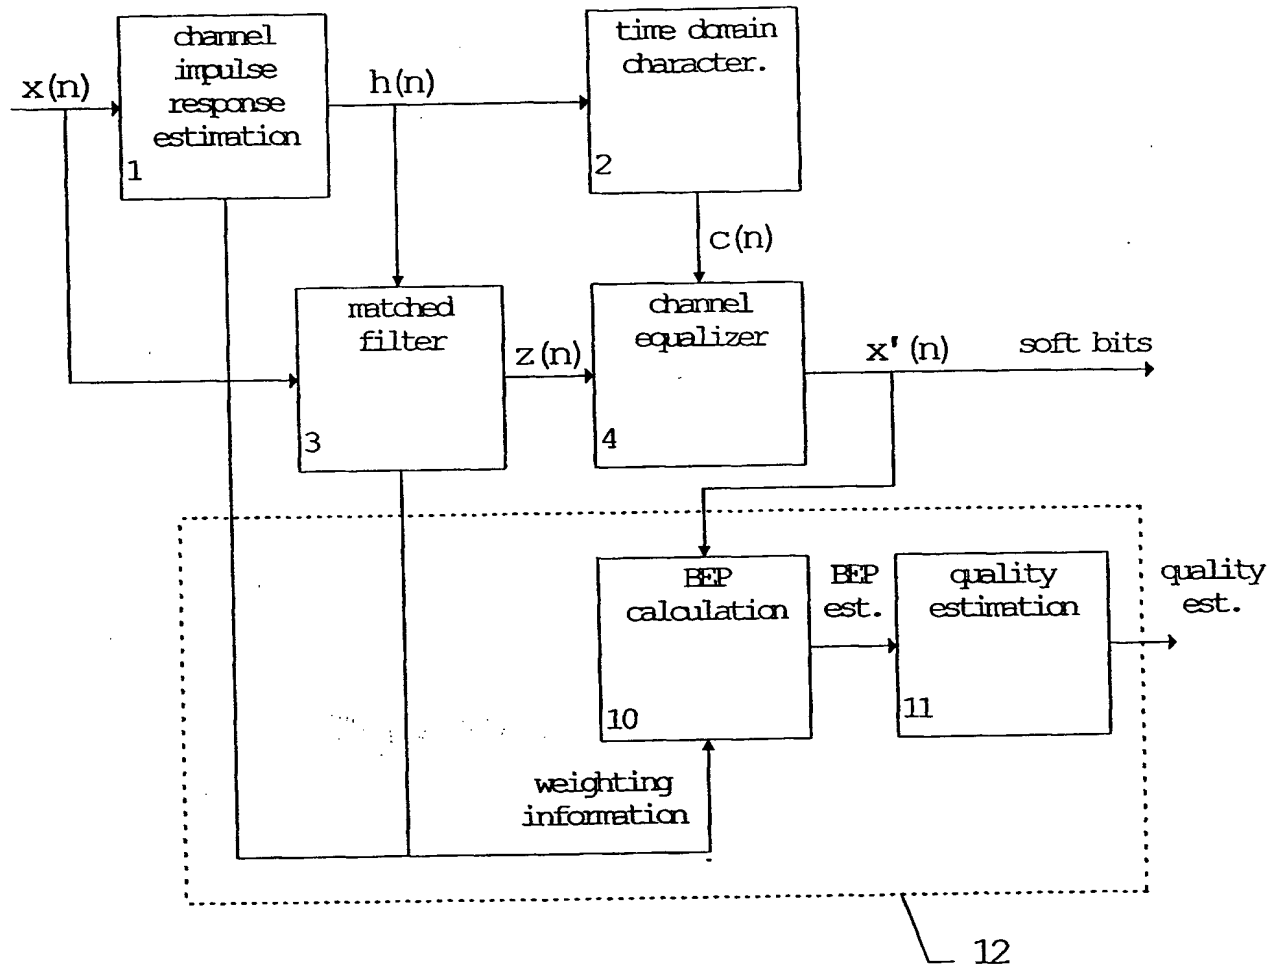 channel
impulse
response
estimation
1
time domain
character.
2
x(n)
h(n)
c(n)
matched
filter
3
z(n)
channel
equalizer
4
x'(n)
soft bits
BEP
calculation
10
BEP
est.
quality
estimation
11
quality
est.
weighting
information
12